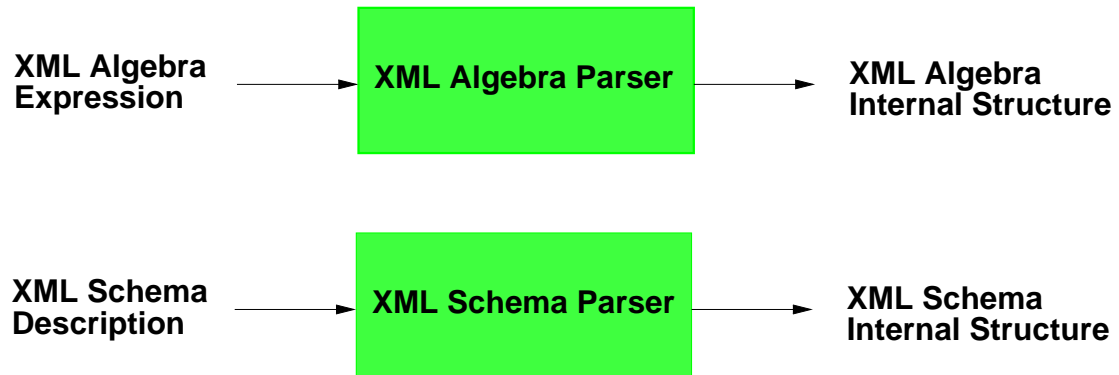 XML Algebra
Expression
XML Algebra Parser
XML Algebra
Internal Structure
XML Schema
Description
XML Schema Parser
XML Schema
Internal Structure